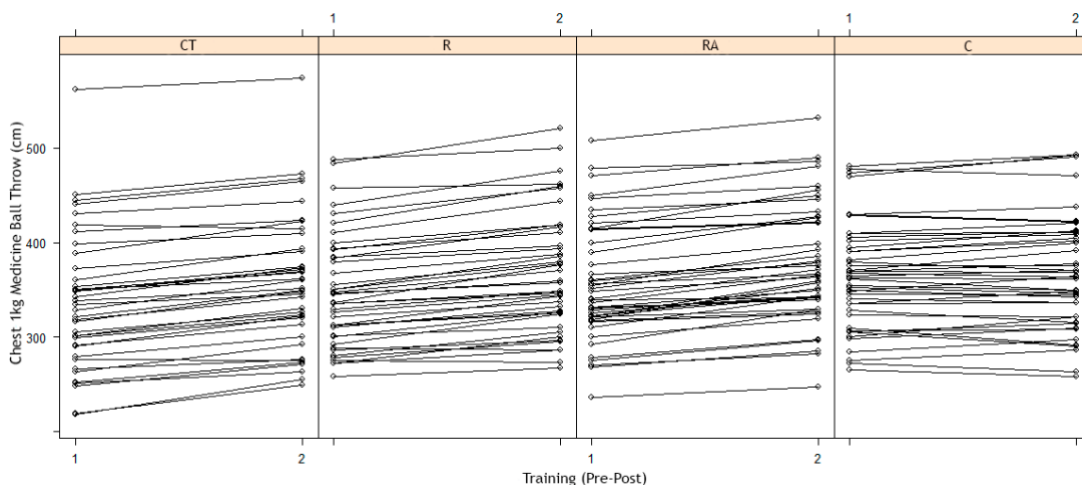 1 2 1 2
CT R RA C
Chest 1kg Medicine Ball Throw (cm)
500
400
300
1 2 1 2
Training (Pre-Post)